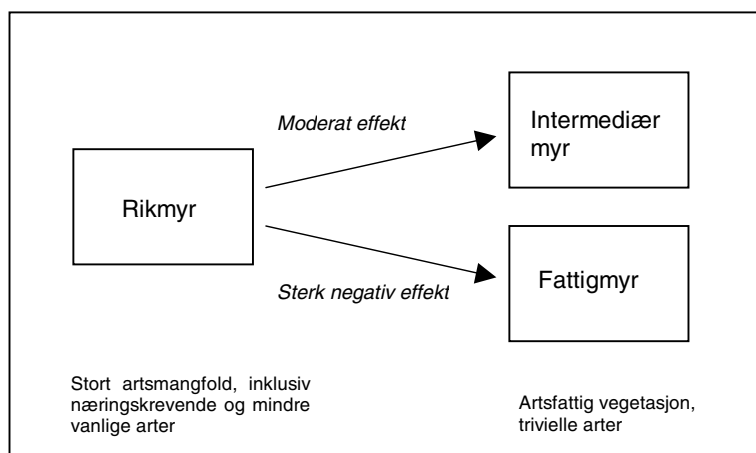 Moderat effekt
Intermediær
myr
Rikmyr
Sterk negativ effekt
Fattigmyr
Stort artsmangfold, inklusiv
næringskrevende og mindre
vanlige arter
Artsfattig vegetasjon,
trivielle arter